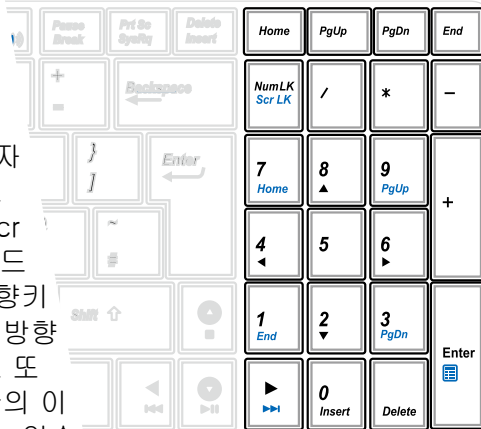 Pause
Break
Prt Sc
SysRq
Delete
Insert
Home
PgUp
PgDn
End
+
=
Backspace
NumLK
Scr LK
/
*
-
자
}
]
Enter
7
Home
8
9
PgUp
+
cr
드
~
#
4
5
6
향키
방향
Shift
1
End
2
3
PgDn
Enter
또
의 이
0
Insert
Delete